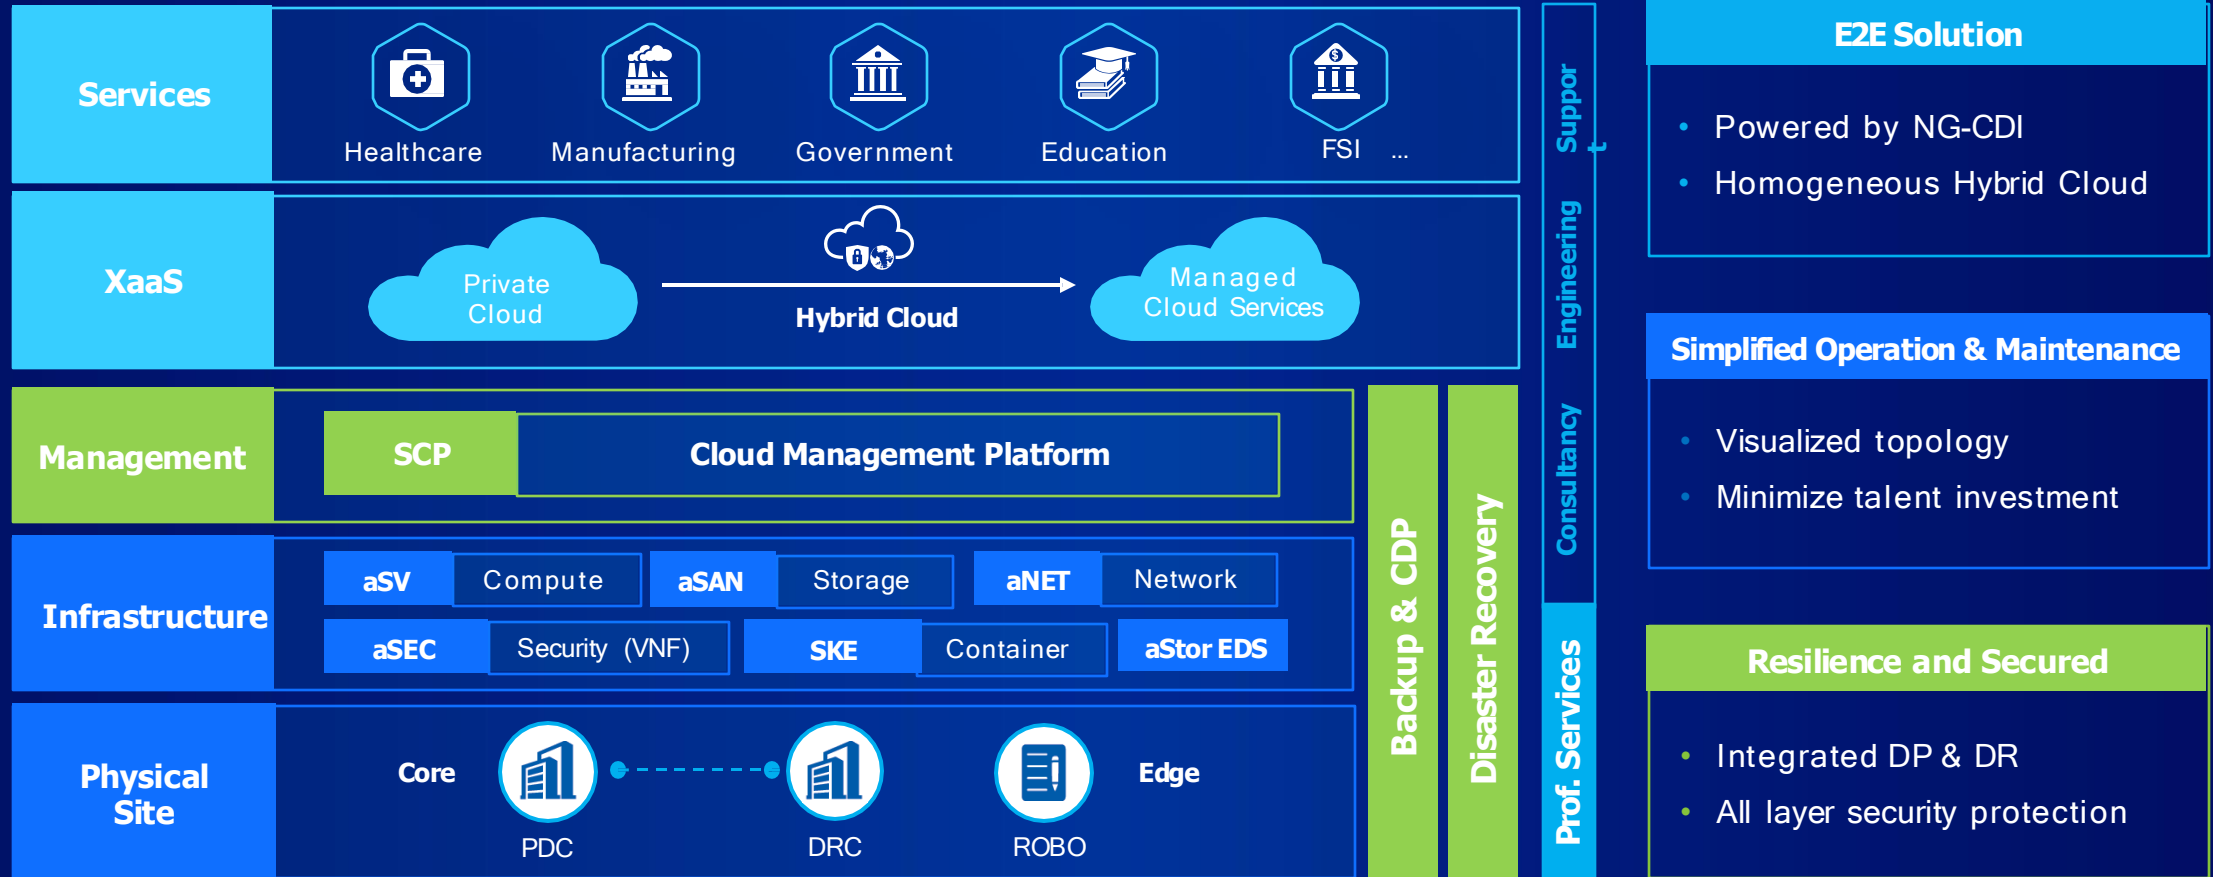 Services
Healthcare
Manufacturing
Government
Education
FSI ...
XaaS
Private
Cloud
Hybrid Cloud
Managed
Cloud Services
Management
SCP
Cloud Management Platform
Infrastructure
aSV
Compute
aSAN
Storage
aNET
Network
aSEC
Security (VNF)
SKE
Container
aStor EDS
Physical
Site
Core
PDC
DRC
ROBO
Edge
Backup & CDP
Disaster Recovery
Suppor
t
Engineering
Consultancy
Prof. Services
E2E Solution
• Powered by NG-CDI
• Homogeneous Hybrid Cloud
Simplified Operation & Maintenance
• Visualized topology
• Minimize talent investment
Resilience and Secured
• Integrated DP & DR
• All layer security protection